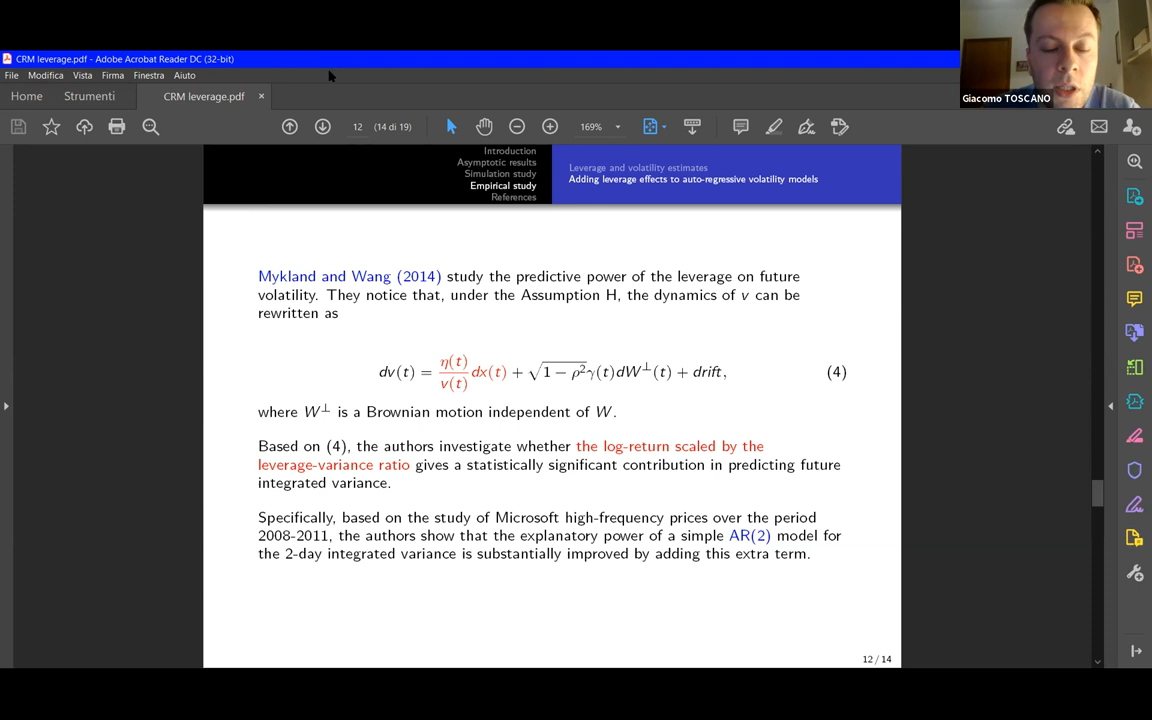 CRM leverage.pdf - Adobe Acrobat Reader DC (32-bit)
File Modifica Vista Firma Finestra Aiuto
Home Strumenti CRM leverage.pdf ×
12 (14 di 19) 169%
Giacomo TOSCANO
Introduction
Asymptotic results
Simulation study
Empirical study
References
Leverage and volatility estimates
Adding leverage effects to auto-regressive volatility models
Mykland and Wang (2014) study the predictive power of the leverage on future
volatility. They notice that, under the Assumption H, the dynamics of v can be
rewritten as
dv(t) = η(t)/v(t) dx(t) + √1 − ρ² γ(t)dW⊥(t) + drift, (4)
where W⊥ is a Brownian motion independent of W.
Based on (4), the authors investigate whether the log-return scaled by the
leverage-variance ratio gives a statistically significant contribution in predicting future
integrated variance.
Specifically, based on the study of Microsoft high-frequency prices over the period
2008-2011, the authors show that the explanatory power of a simple AR(2) model for
the 2-day integrated variance is substantially improved by adding this extra term.
12 / 14